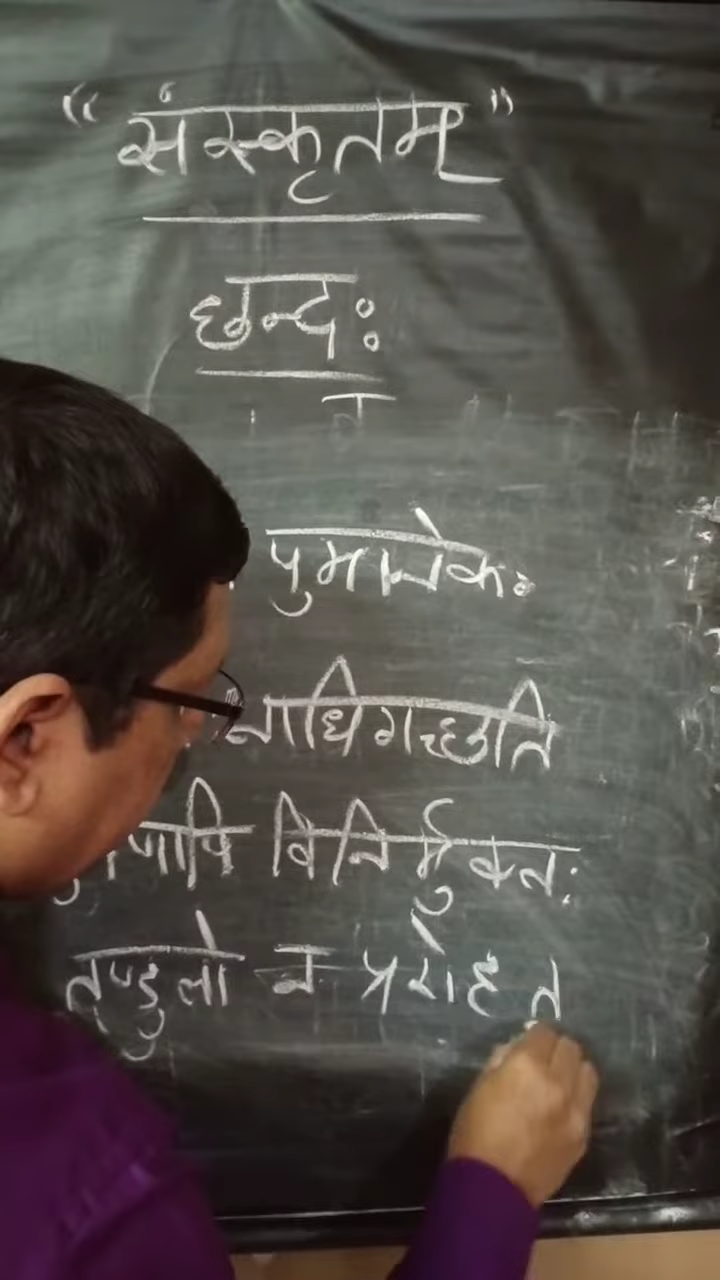 "संस्कृतम्"
छन्दः
पुमानेकः
नाधिगच्छति
विनिर्मुक्तः
तण्डुलो न प्ररोहत